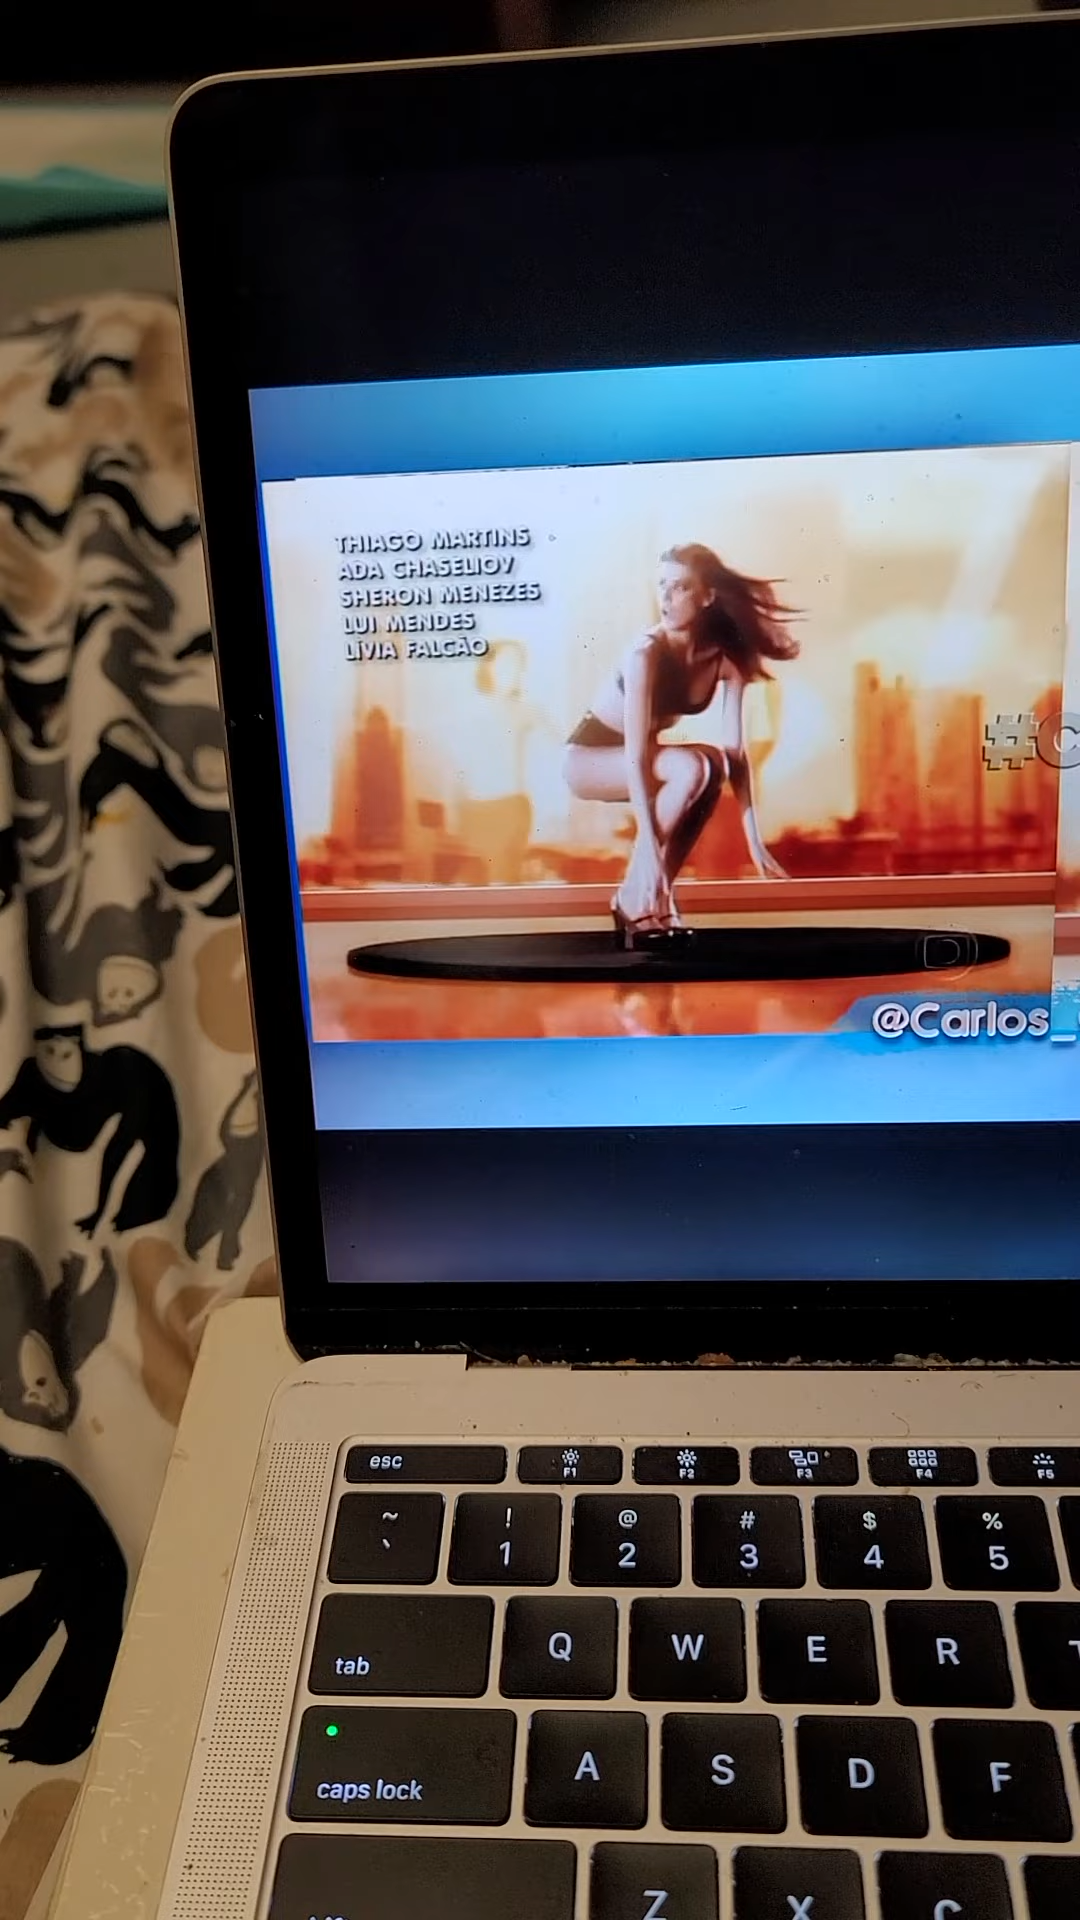 THIAGO MARTINS
ADA CHASELIOV
SHERON MENEZES
LUI MENDES
LÍVIA FALCÃO
#C
@Carlos_
esc
F1
F2
F3
F4
F5
~ ! @ # $ %
` 1 2 3 4 5
tab Q W E R
caps lock A S D F
Z X C